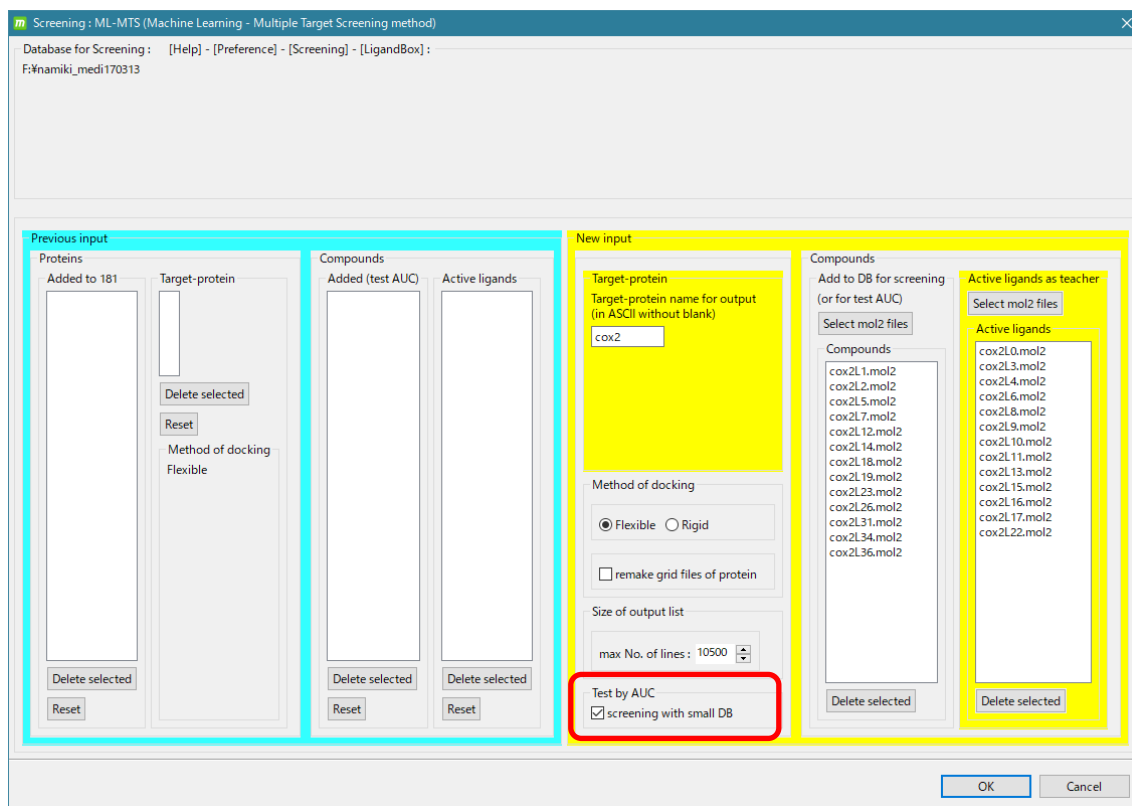 m Screening : ML-MTS (Machine Learning - Multiple Target Screening method)
Database for Screening : [Help] - [Preference] - [Screening] - [LigandBox] :
F:¥namiki_medi170313
Previous input
Proteins
Added to 181
Target-protein
Delete selected
Reset
Method of docking
Flexible
Delete selected
Reset
Compounds
Added (test AUC)
Active ligands
Delete selected
Delete selected
Reset
Reset
New input
Target-protein
Target-protein name for output
(in ASCII without blank)
cox2
Method of docking
Flexible Rigid
remake grid files of protein
Size of output list
max No. of lines : 10500
Test by AUC
screening with small DB
Compounds
Add to DB for screening
(or for test AUC)
Select mol2 files
Compounds
cox2L1.mol2
cox2L2.mol2
cox2L5.mol2
cox2L7.mol2
cox2L12.mol2
cox2L14.mol2
cox2L18.mol2
cox2L19.mol2
cox2L23.mol2
cox2L26.mol2
cox2L31.mol2
cox2L34.mol2
cox2L36.mol2
Delete selected
Active ligands as teacher
Select mol2 files
Active ligands
cox2L0.mol2
cox2L3.mol2
cox2L4.mol2
cox2L6.mol2
cox2L8.mol2
cox2L9.mol2
cox2L10.mol2
cox2L11.mol2
cox2L13.mol2
cox2L15.mol2
cox2L16.mol2
cox2L17.mol2
cox2L22.mol2
Delete selected
OK
Cancel